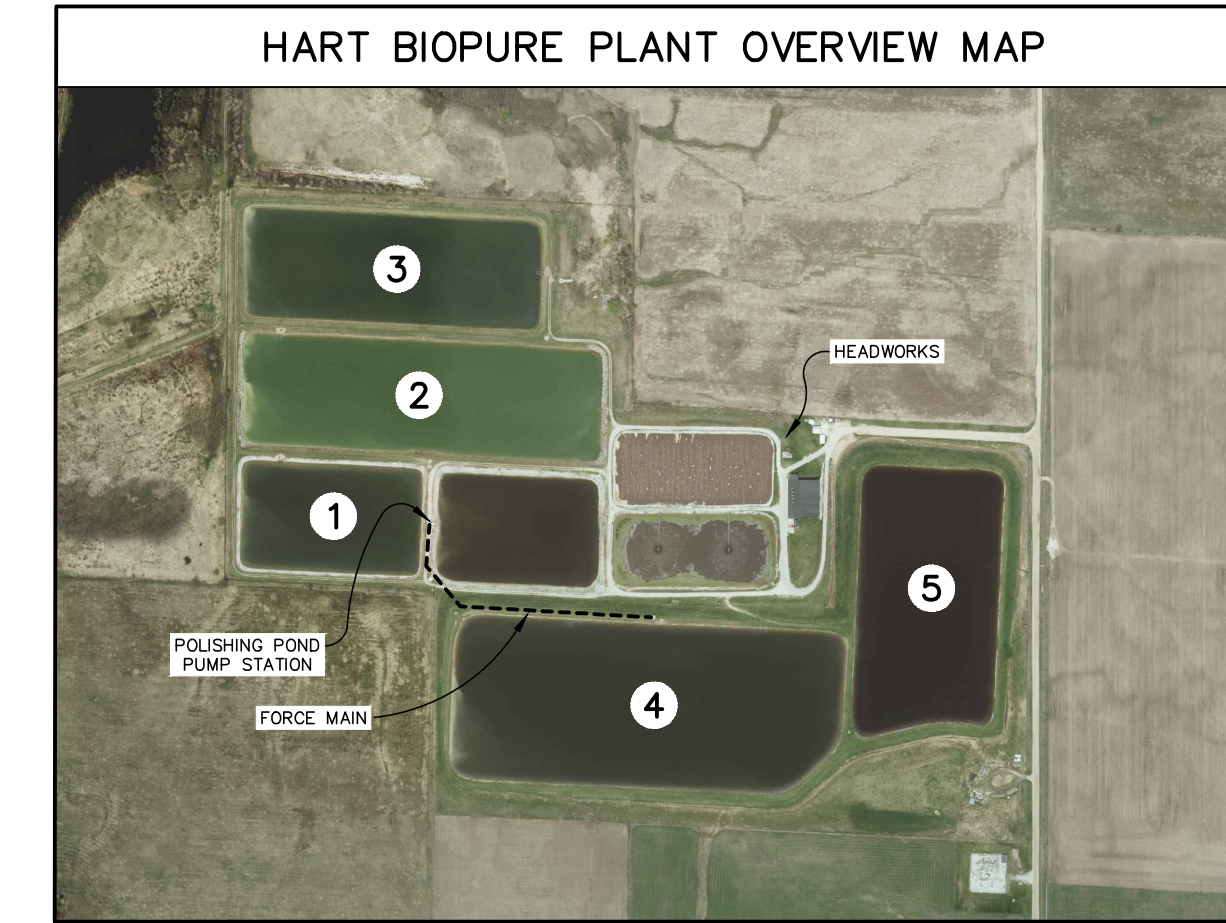 HART BIOPURE PLANT OVERVIEW MAP
3
HEADWORKS
2
1
5
POLISHING POND
PUMP STATION
4
FORCE MAIN